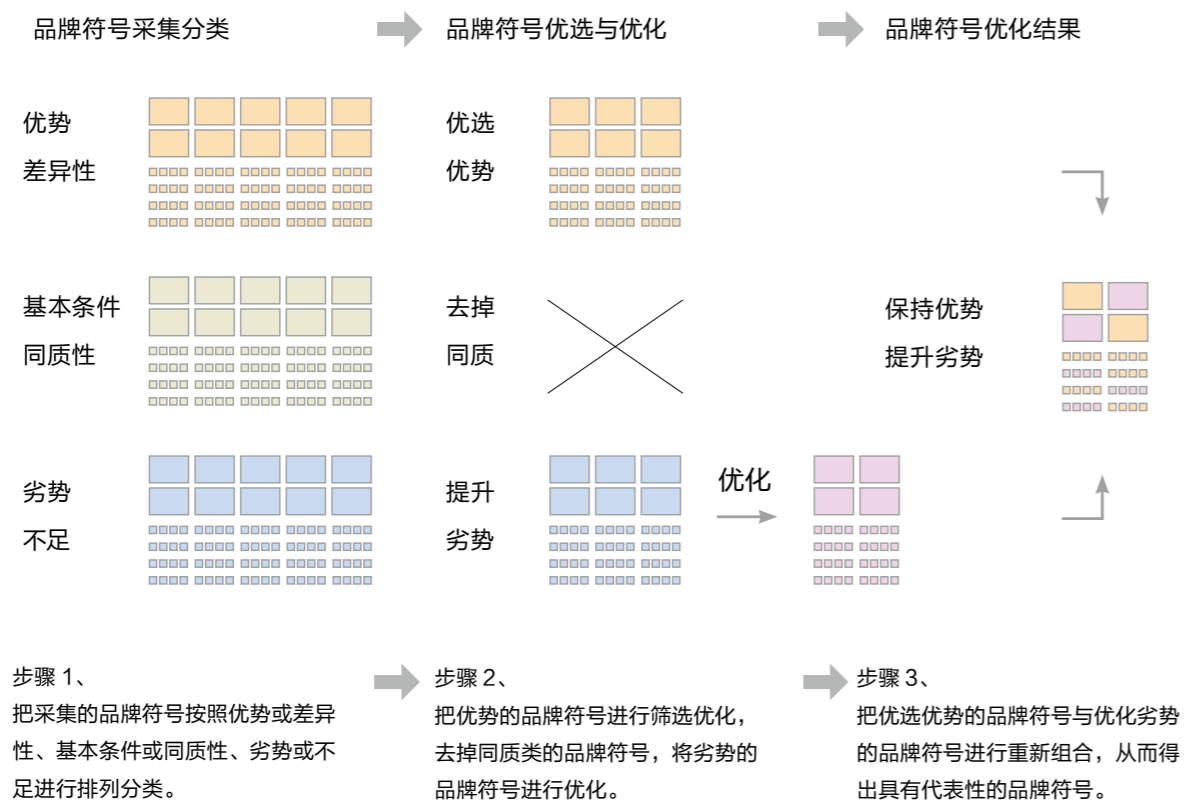 品牌符号采集分类
品牌符号优选与优化
品牌符号优化结果
优势
差异性
优选
优势
基本条件
同质性
去掉
同质
保持优势
提升劣势
劣势
不足
提升
劣势
优化
步骤 1、
把采集的品牌符号按照优势或差异
性、基本条件或同质性、劣势或不
足进行排列分类。
步骤 2、
把优势的品牌符号进行筛选优化，
去掉同质类的品牌符号，将劣势的
品牌符号进行优化。
步骤 3、
把优选优势的品牌符号与优化劣势
的品牌符号进行重新组合，从而得
出具有代表性的品牌符号。